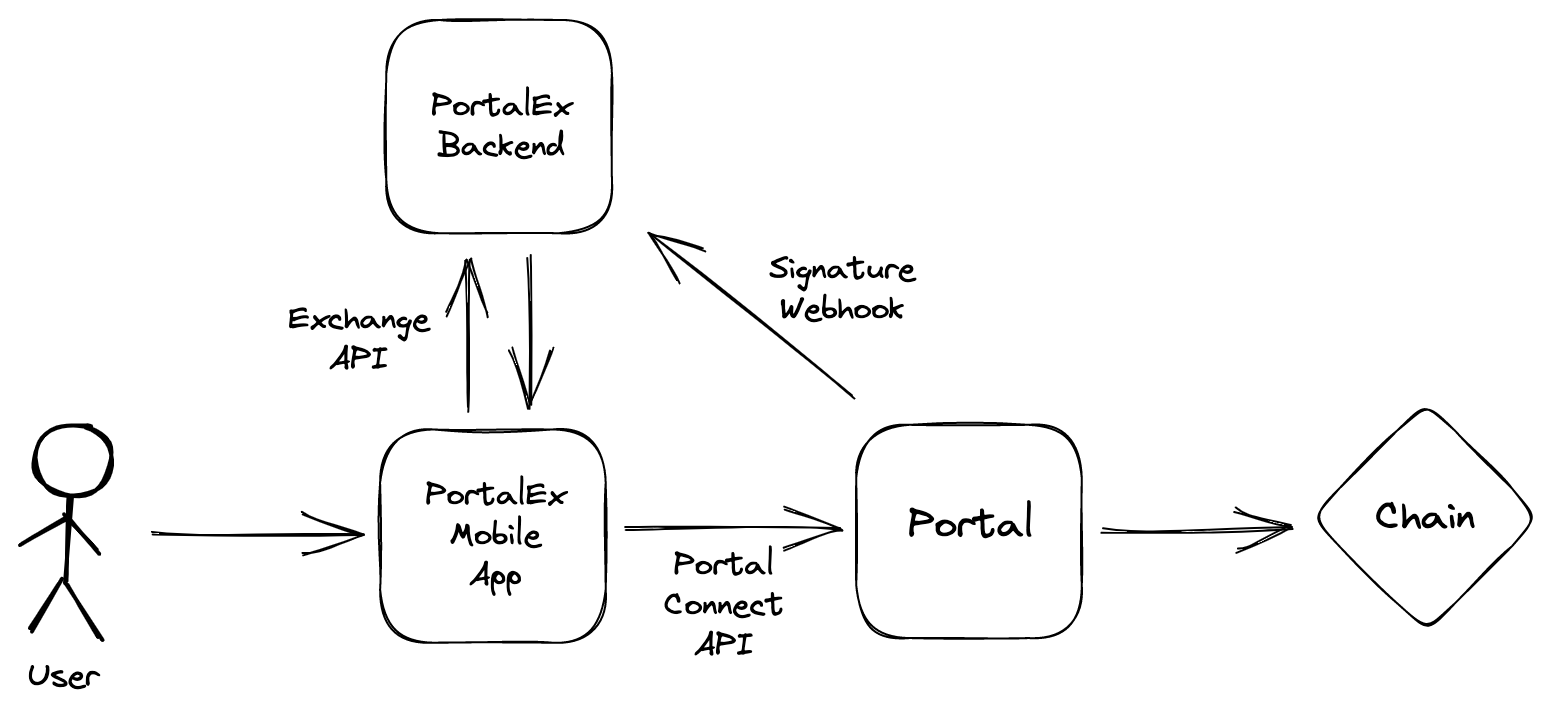 PortalEx
Backend
Signature
Webhook
Exchange
API
PortalEx
Mobile
App
Portal
Connect
API
Portal
Chain
User